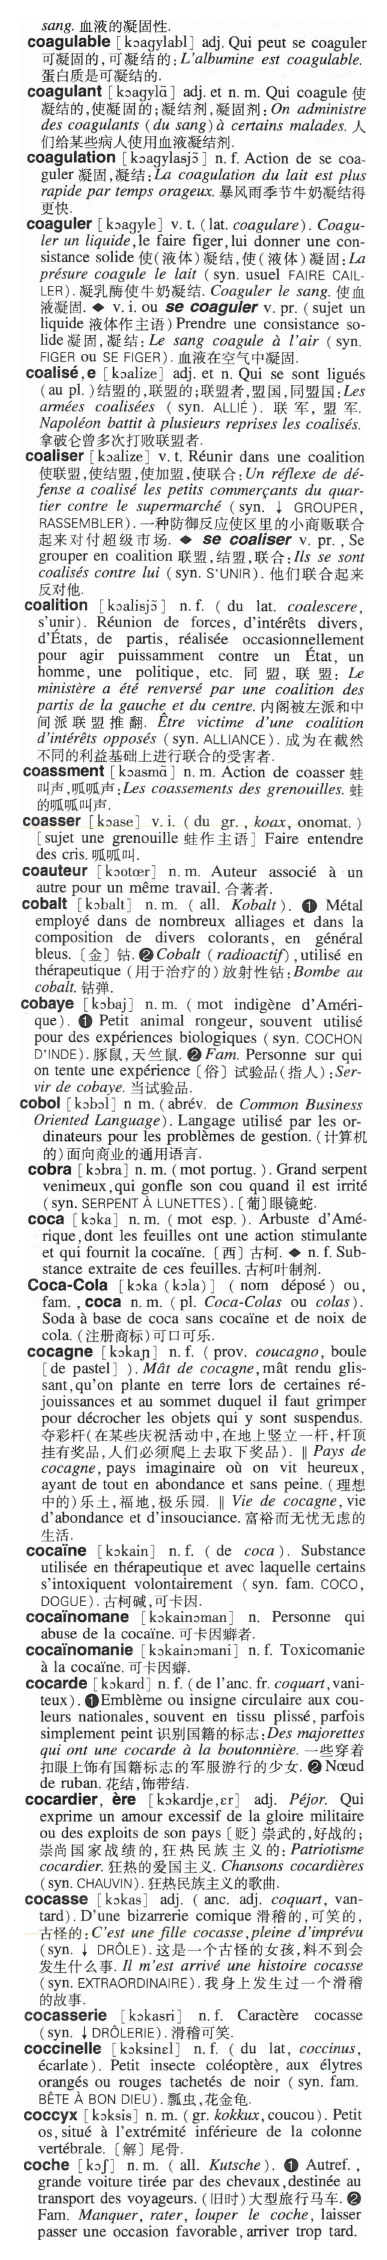 sang. 血液的凝固性.
coagulable [kɔagylabl] adj. Qui peut se coaguler
可凝固的,可凝结的: L'albumine est coagulable.
蛋白质是可凝结的.
coagulant [kɔagylɑ̃] adj. et n. m. Qui coagule 使
凝结的,使凝固的;凝结剂,凝固剂: On administre
des coagulants (du sang) à certains malades. 人
们给某些病人使用血液凝结剂.
coagulation [kɔagylasjɔ̃] n. f. Action de se coa-
guler 凝固,凝结: La coagulation du lait est plus
rapide par temps orageux. 暴风雨季节牛奶凝结得
更快.
coaguler [kɔagyle] v. t. (lat. coagulare). Coagu-
ler un liquide, le faire figer, lui donner une con-
sistance solide 使(液体)凝结,使(液体)凝固: La
présure coagule le lait (syn. usuel FAIRE CAIL-
LER). 凝乳酶使牛奶凝结. Coaguler le sang. 使血
液凝固. ◆ v. i. ou se coaguler v. pr. (sujet un
liquide 液体作主语) Prendre une consistance so-
lide 凝固,凝结: Le sang coagule à l'air (syn.
FIGER ou SE FIGER). 血液在空气中凝固.
coalisé, e [kɔalize] adj. et n. Qui se sont ligués
(au pl.) 结盟的,联盟的;联盟者,盟国,同盟国: Les
armées coalisées (syn. ALLIÉ). 联军,盟军.
Napoléon battit à plusieurs reprises les coalisés.
拿破仑曾多次打败联盟者.
coaliser [kɔalize] v. t. Réunir dans une coalition
使联盟,使结盟,使加盟,使联合: Un réflexe de dé-
fense a coalisé les petits commerçants du quar-
tier contre le supermarché (syn. ↓ GROUPER,
RASSEMBLER). 一种防御反应使区里的小商贩联合
起来对付超级市场. ◆ se coaliser v. pr., Se
grouper en coalition 联盟,结盟,联合: Ils se sont
coalisés contre lui (syn. S'UNIR). 他们联合起来
反对他.
coalition [kɔalisjɔ̃] n. f. (du lat. coalescere,
s'unir). Réunion de forces, d'intérêts divers,
d'États, de partis, réalisée occasionnellement
pour agir puissamment contre un État, un
homme, une politique, etc. 同盟,联盟: Le
ministère a été renversé par une coalition des
partis de la gauche et du centre. 内阁被左派和中
间派联盟推翻. Être victime d'une coalition
d'intérêts opposés (syn. ALLIANCE). 成为在截然
不同的利益基础上进行联合的受害者.
coassment [kɔasmɑ̃] n. m. Action de coasser 蛙
叫声,呱呱声: Les coassements des grenouilles. 蛙
的呱呱叫声.
coasser [kɔase] v. i. (du gr., koax, onomat.)
[sujet une grenouille 蛙作主语] Faire entendre
des cris. 呱呱叫.
coauteur [kɔotœr] n. m. Auteur associé à un
autre pour un même travail. 合著者.
cobalt [kɔbalt] n. m. (all. Kobalt). ❶ Métal
employé dans de nombreux alliages et dans la
composition de divers colorants, en général
bleus. 〔金〕钴. ❷ Cobalt (radioactif), utilisé en
thérapeutique (用于治疗的)放射性钴: Bombe au
cobalt. 钴弹.
cobaye [kɔbaj] n. m. (mot indigène d'Améri-
que). ❶ Petit animal rongeur, souvent utilisé
pour des expériences biologiques (syn. COCHON
D'INDE). 豚鼠,天竺鼠. ❷ Fam. Personne sur qui
on tente une expérience〔俗〕试验品(指人): Ser-
vir de cobaye. 当试验品.
cobol [kɔbɔl] n m. (abrév. de Common Business
Oriented Language). Langage utilisé par les or-
dinateurs pour les problèmes de gestion. (计算机
的)面向商业的通用语言.
cobra [kɔbra] n. m. (mot portug.). Grand serpent
venimeux, qui gonfle son cou quand il est irrité
(syn. SERPENT À LUNETTES). 〔葡〕眼镜蛇.
coca [kɔka] n. m. (mot esp.). Arbuste d'Amé-
rique, dont les feuilles ont une action stimulante
et qui fournit la cocaïne. 〔西〕古柯. ◆ n. f. Sub-
stance extraite de ces feuilles. 古柯叶制剂.
Coca-Cola [kɔka (kɔla)] (nom déposé) ou,
fam., coca n. m. (pl. Coca-Colas ou colas).
Soda à base de coca sans cocaïne et de noix de
cola. (注册商标)可口可乐.
cocagne [kɔkaɲ] n. f. (prov. coucagno, boule
[de pastel]). Mât de cocagne, mât rendu glis-
sant, qu'on plante en terre lors de certaines ré-
jouissances et au sommet duquel il faut grimper
pour décrocher les objets qui y sont suspendus.
夺彩杆(在某些庆祝活动中,在地上竖立一杆,杆顶
挂有奖品,人们必须爬上去取下奖品). ‖ Pays de
cocagne, pays imaginaire où on vit heureux,
ayant de tout en abondance et sans peine. (理想
中的)乐土,福地,极乐园. ‖ Vie de cocagne, vie
d'abondance et d'insouciance. 富裕而无忧无虑的
生活.
cocaïne [kɔkain] n. f. (de coca). Substance
utilisée en thérapeutique et avec laquelle certains
s'intoxiquent volontairement (syn. fam. COCO,
DOGUE). 古柯碱,可卡因.
cocaïnomane [kɔkainɔman] n. Personne qui
abuse de la cocaïne. 可卡因癖者.
cocaïnomanie [kɔkainɔmani] n. f. Toxicomanie
à la cocaïne. 可卡因癖.
cocarde [kɔkard] n. f. (de l'anc. fr. coquart, vani-
teux). ❶ Emblème ou insigne circulaire aux cou-
leurs nationales, souvent en tissu plissé, parfois
simplement peint 识别国籍的标志: Des majorettes
qui ont une cocarde à la boutonnière. 一些穿着
扣眼上饰有国籍标志的军服游行的少女. ❷ Nœud
de ruban. 花结,饰带结.
cocardier, ère [kɔkardje,ɛr] adj. Péjor. Qui
exprime un amour excessif de la gloire militaire
ou des exploits de son pays〔贬〕崇武的,好战的;
崇尚国家战绩的,狂热民族主义的: Patriotisme
cocardier. 狂热的爱国主义. Chansons cocardières
(syn. CHAUVIN). 狂热民族主义的歌曲.
cocasse [kɔkas] adj. (anc. adj. coquart, van-
tard). D'une bizarrerie comique 滑稽的,可笑的,
古怪的: C'est une fille cocasse, pleine d'imprévu
(syn. ↓ DRÔLE). 这是一个古怪的女孩,料不到会
发生什么事. Il m'est arrivé une histoire cocasse
(syn. EXTRAORDINAIRE). 我身上发生过一个滑稽
的故事.
cocasserie [kɔkasri] n. f. Caractère cocasse
(syn. ↓ DRÔLERIE). 滑稽可笑.
coccinelle [kɔksinɛl] n. f. (du lat, coccinus,
écarlate). Petit insecte coléoptère, aux élytres
orangés ou rouges tachetés de noir (syn. fam.
BÊTE À BON DIEU). 瓢虫,花金龟.
coccyx [kɔksis] n. m. (gr. kokkux, coucou). Petit
os, situé à l'extrémité inférieure de la colonne
vertébrale. 〔解〕尾骨.
coche [kɔʃ] n. m. (all. Kutsche). ❶ Autref.,
grande voiture tirée par des chevaux, destinée au
transport des voyageurs. (旧时)大型旅行马车. ❷
Fam. Manquer, rater, louper le coche, laisser
passer une occasion favorable, arriver trop tard.